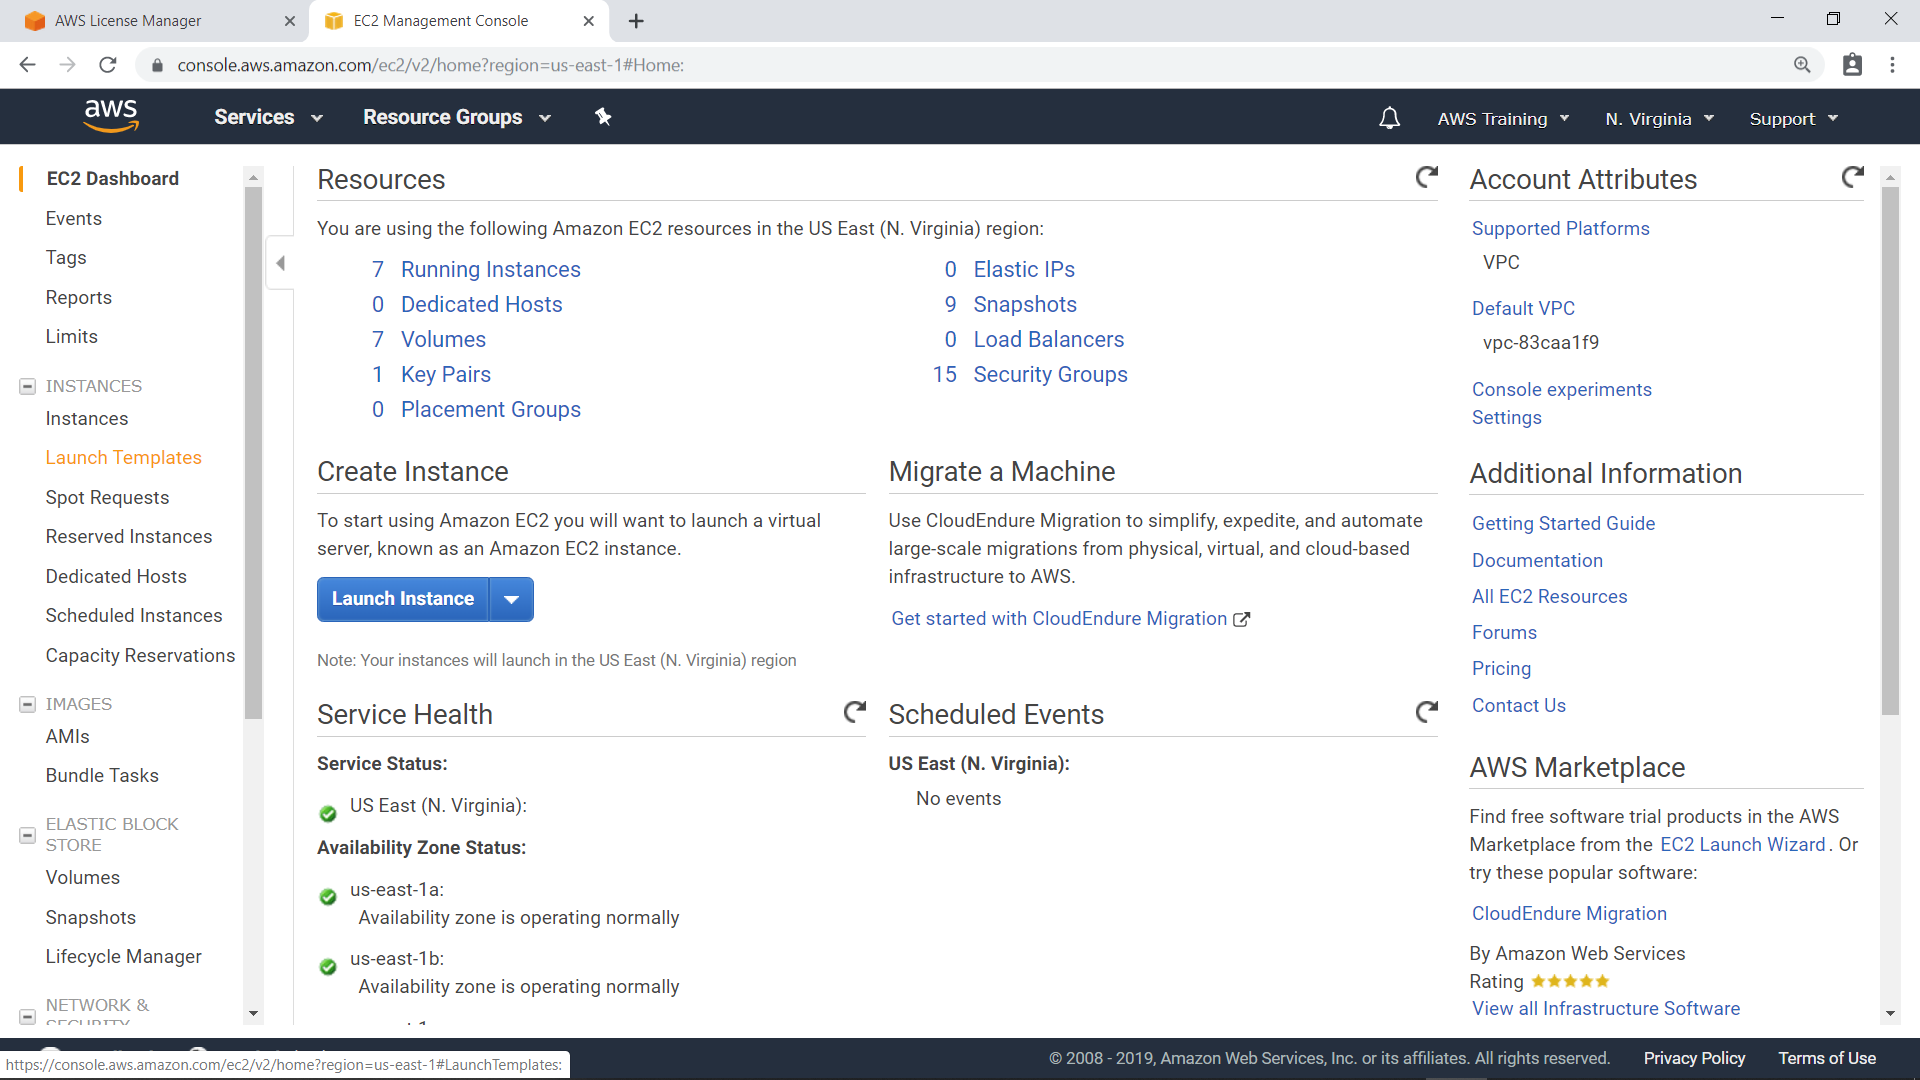 AWS License Manager
EC2 Management Console
console.aws.amazon.com/ec2/v2/home?region=us-east-1#Home:
aws
Services
Resource Groups
AWS Training
N. Virginia
Support
EC2 Dashboard
Events
Tags
Reports
Limits
INSTANCES
Instances
Launch Templates
Spot Requests
Reserved Instances
Dedicated Hosts
Scheduled Instances
Capacity Reservations
IMAGES
AMIs
Bundle Tasks
ELASTIC BLOCK
STORE
Volumes
Snapshots
Lifecycle Manager
NETWORK &
SECURITY
Resources
You are using the following Amazon EC2 resources in the US East (N. Virginia) region:
7 Running Instances
0 Dedicated Hosts
7 Volumes
1 Key Pairs
0 Placement Groups
0 Elastic IPs
9 Snapshots
0 Load Balancers
15 Security Groups
Create Instance
To start using Amazon EC2 you will want to launch a virtual
server, known as an Amazon EC2 instance.
Launch Instance
Note: Your instances will launch in the US East (N. Virginia) region
Migrate a Machine
Use CloudEndure Migration to simplify, expedite, and automate
large-scale migrations from physical, virtual, and cloud-based
infrastructure to AWS.
Get started with CloudEndure Migration
Service Health
Service Status:
US East (N. Virginia):
Availability Zone Status:
us-east-1a:
Availability zone is operating normally
us-east-1b:
Availability zone is operating normally
Scheduled Events
US East (N. Virginia):
No events
Account Attributes
Supported Platforms
VPC
Default VPC
vpc-83caa1f9
Console experiments
Settings
Additional Information
Getting Started Guide
Documentation
All EC2 Resources
Forums
Pricing
Contact Us
AWS Marketplace
Find free software trial products in the AWS
Marketplace from the EC2 Launch Wizard. Or
try these popular software:
CloudEndure Migration
By Amazon Web Services
Rating
View all Infrastructure Software
https://console.aws.amazon.com/ec2/v2/home?region=us-east-1#LaunchTemplates:
© 2008 - 2019, Amazon Web Services, Inc. or its affiliates. All rights reserved.
Privacy Policy
Terms of Use